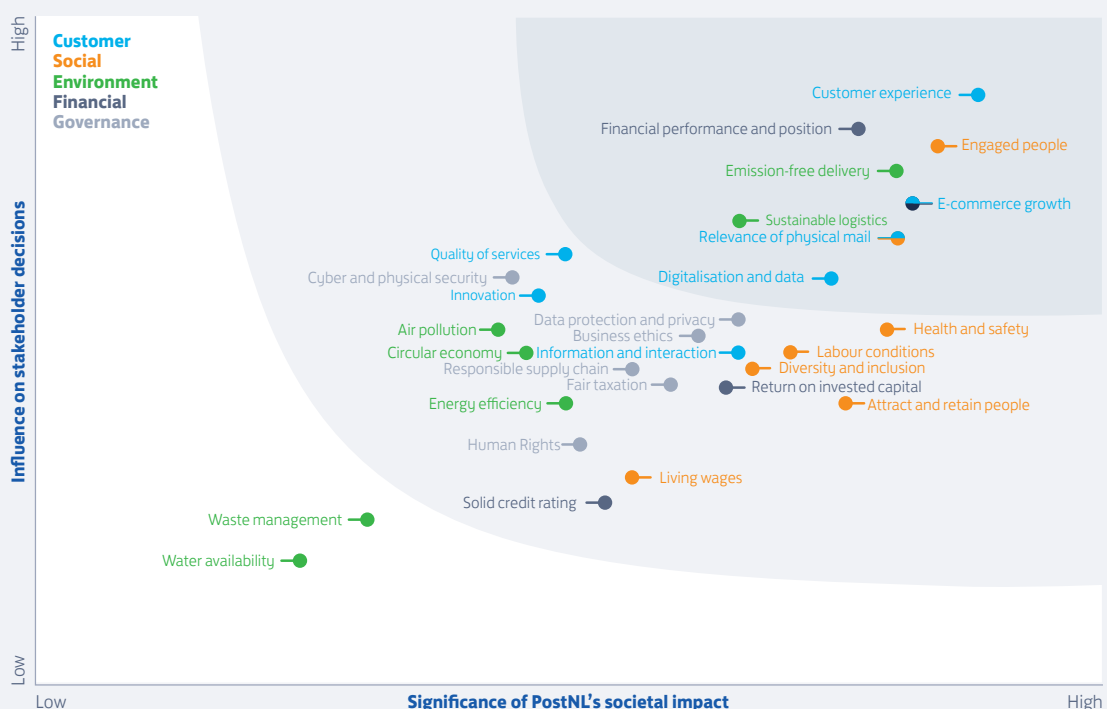 High
Customer
Social
Environment
Financial
Governance
Customer experience
Financial performance and position
Engaged people
Emission-free delivery
E-commerce growth
Sustainable logistics
Relevance of physical mail
Quality of services
Cyber and physical security
Digitalisation and data
Innovation
Data protection and privacy
Air pollution
Health and safety
Business ethics
Circular economy
Information and interaction
Labour conditions
Responsible supply chain
Diversity and inclusion
Fair taxation
Return on invested capital
Energy efficiency
Attract and retain people
Human Rights
Living wages
Solid credit rating
Waste management
Water availability
Influence on stakeholder decisions
Low
Low
Significance of PostNL's societal impact
High